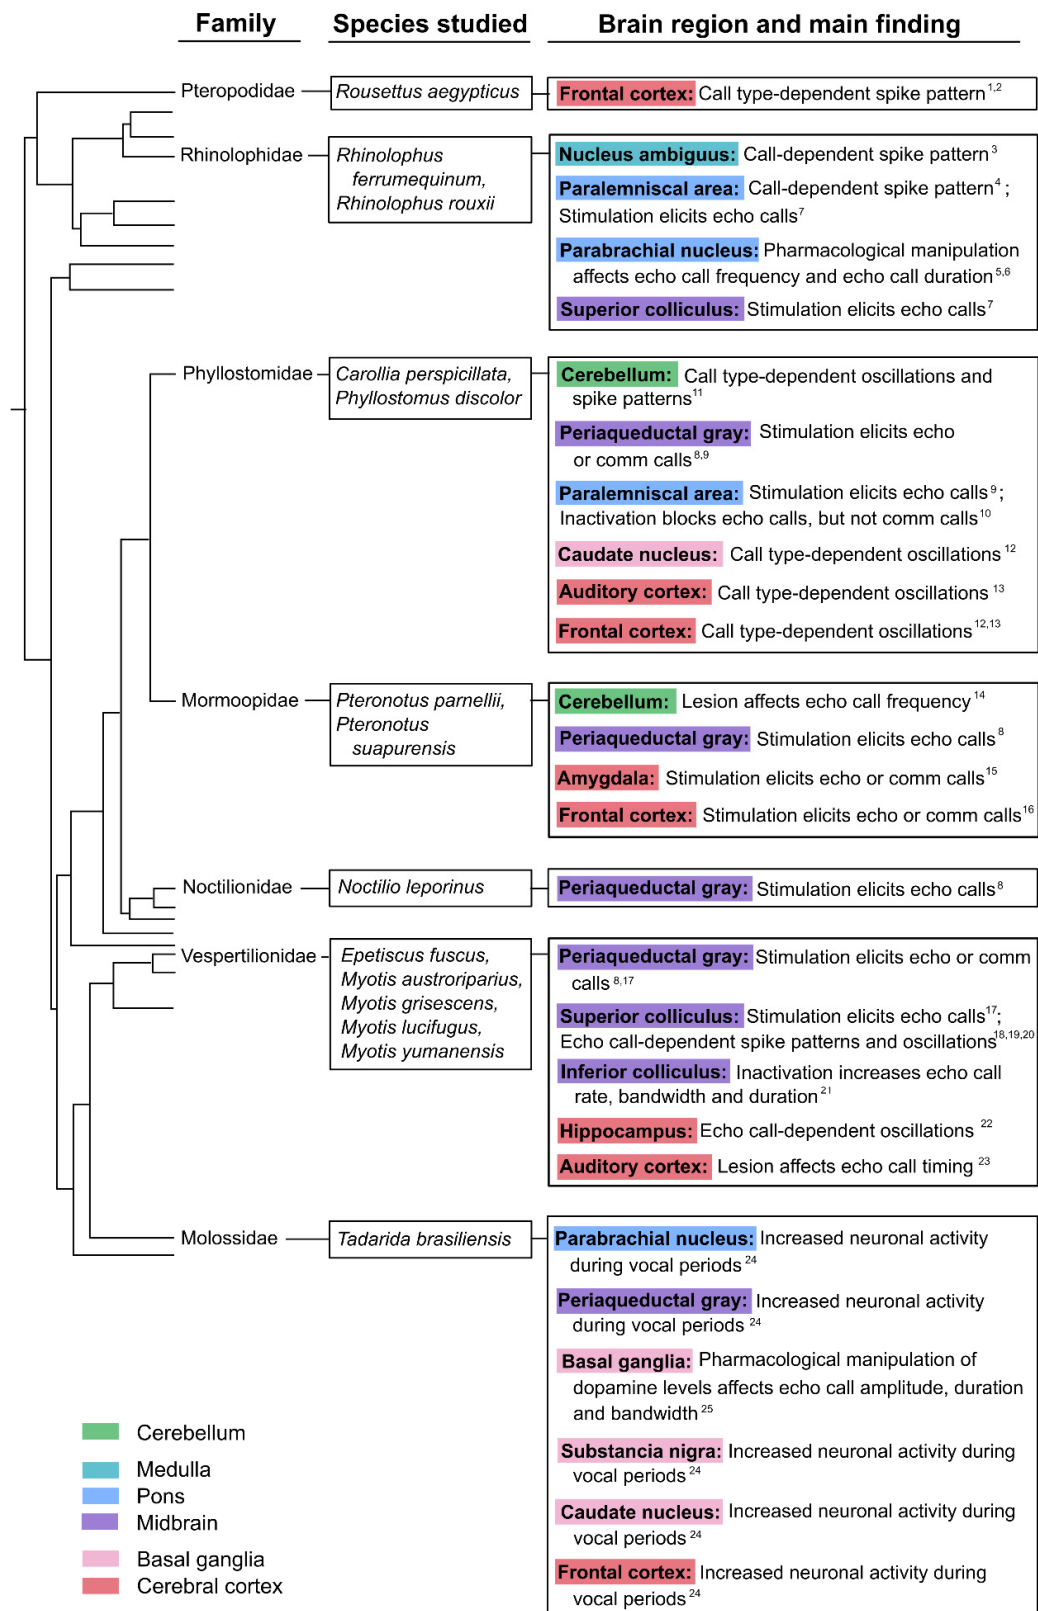 Family Species studied Brain region and main finding
Pteropodidae Rousettus aegypticus Frontal cortex: Call type-dependent spike pattern1,2
Rhinolophidae Rhinolophus
ferrumequinum,
Rhinolophus rouxii
Nucleus ambiguus: Call-dependent spike pattern3
Paralemniscal area: Call-dependent spike pattern4;
Stimulation elicits echo calls7
Parabrachial nucleus: Pharmacological manipulation
affects echo call frequency and echo call duration5,6
Superior colliculus: Stimulation elicits echo calls7
Phyllostomidae Carollia perspicillata,
Phyllostomus discolor
Cerebellum: Call type-dependent oscillations and
spike patterns11
Periaqueductal gray: Stimulation elicits echo
or comm calls8,9
Paralemniscal area: Stimulation elicits echo calls9;
Inactivation blocks echo calls, but not comm calls10
Caudate nucleus: Call type-dependent oscillations12
Auditory cortex: Call type-dependent oscillations13
Frontal cortex: Call type-dependent oscillations12,13
Mormoopidae Pteronotus parnellii,
Pteronotus
suapurensis
Cerebellum: Lesion affects echo call frequency14
Periaqueductal gray: Stimulation elicits echo calls8
Amygdala: Stimulation elicits echo or comm calls15
Frontal cortex: Stimulation elicits echo or comm calls16
Noctilionidae Noctilio leporinus Periaqueductal gray: Stimulation elicits echo calls8
Vespertilionidae Epetiscus fuscus,
Myotis austroriparius,
Myotis grisescens,
Myotis lucifugus,
Myotis yumanensis
Periaqueductal gray: Stimulation elicits echo or comm
calls8,17
Superior colliculus: Stimulation elicits echo calls17;
Echo call-dependent spike patterns and oscillations18,19,20
Inferior colliculus: Inactivation increases echo call
rate, bandwidth and duration21
Hippocampus: Echo call-dependent oscillations 22
Auditory cortex: Lesion affects echo call timing 23
Molossidae Tadarida brasiliensis
Parabrachial nucleus: Increased neuronal activity
during vocal periods24
Periaqueductal gray: Increased neuronal activity
during vocal periods24
Basal ganglia: Pharmacological manipulation of
dopamine levels affects echo call amplitude, duration
and bandwidth25
Substancia nigra: Increased neuronal activity during
vocal periods24
Caudate nucleus: Increased neuronal activity during
vocal periods24
Frontal cortex: Increased neuronal activity during
vocal periods24
Cerebellum
Medulla
Pons
Midbrain
Basal ganglia
Cerebral cortex